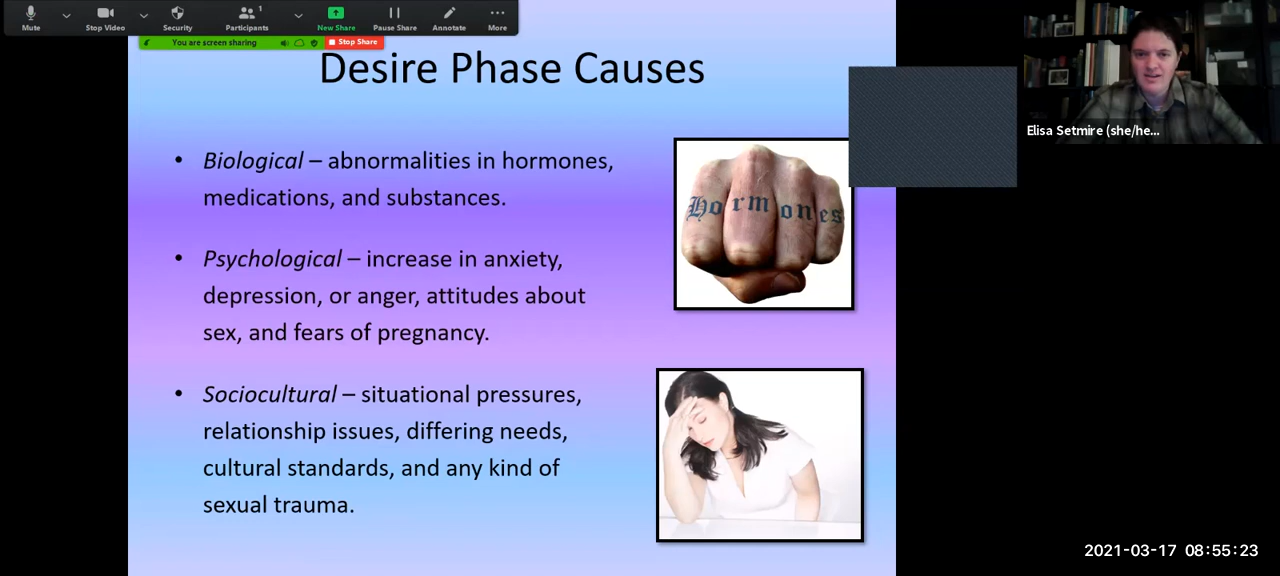 Mute
Stop Video
Security
Participants
1
New Share
Pause Share
Annotate
More
You are screen sharing
Stop Share
Desire Phase Causes
• Biological – abnormalities in hormones,
medications, and substances.
• Psychological – increase in anxiety,
depression, or anger, attitudes about
sex, and fears of pregnancy.
• Sociocultural – situational pressures,
relationship issues, differing needs,
cultural standards, and any kind of
sexual trauma.
Hormones
Elisa Setmire (she/he...
2021-03-17 08:55:23